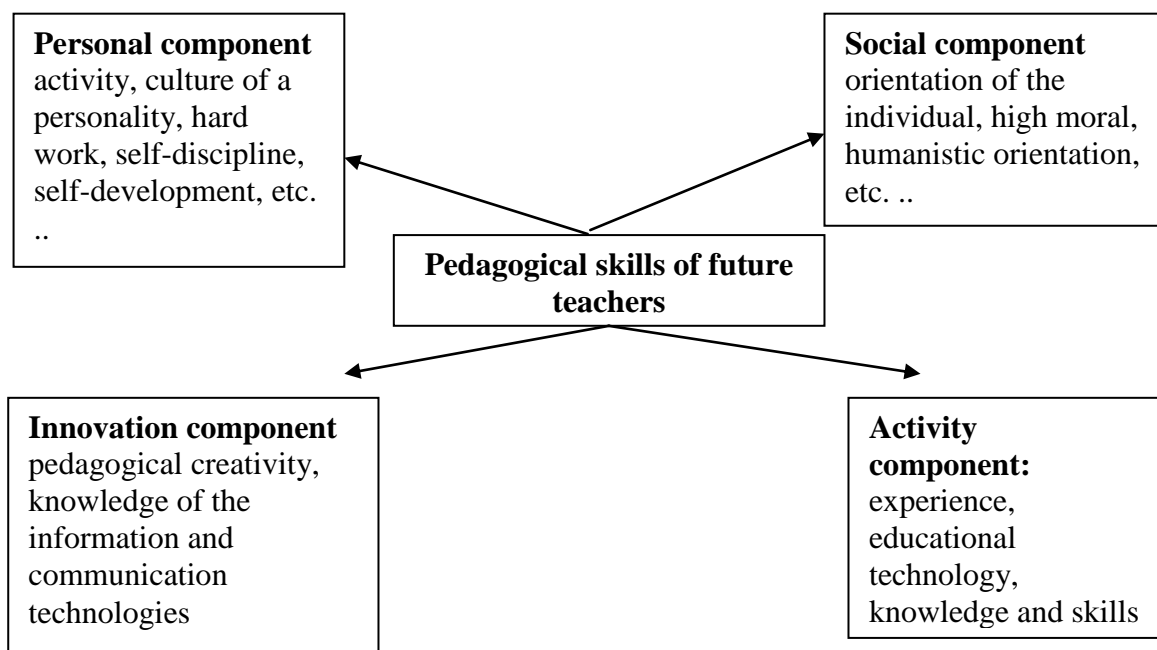 Personal component
activity, culture of a
personality, hard
work, self-discipline,
self-development, etc.
..
Social component
orientation of the
individual, high moral,
humanistic orientation,
etc. ..
Pedagogical skills of future
teachers
Innovation component
pedagogical creativity,
knowledge of the
information and
communication
technologies
Activity
component:
experience,
educational
technology,
knowledge and skills